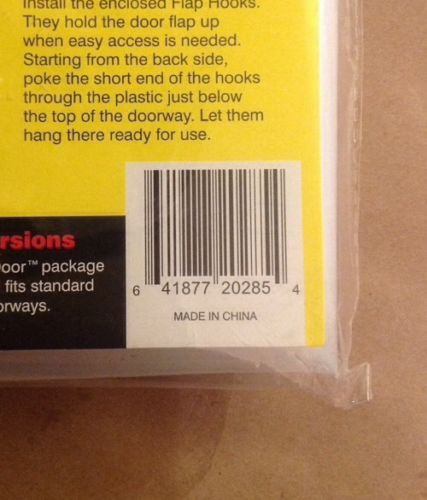 Install the enclosed Flap Hooks.
They hold the door flap up
when easy access is needed.
Starting from the back side,
poke the short end of the hooks
through the plastic just below
the top of the doorway. Let them
hang there ready for use.
rsions
oor™ package
fits standard
orways.
6 41877 20285 4
MADE IN CHINA